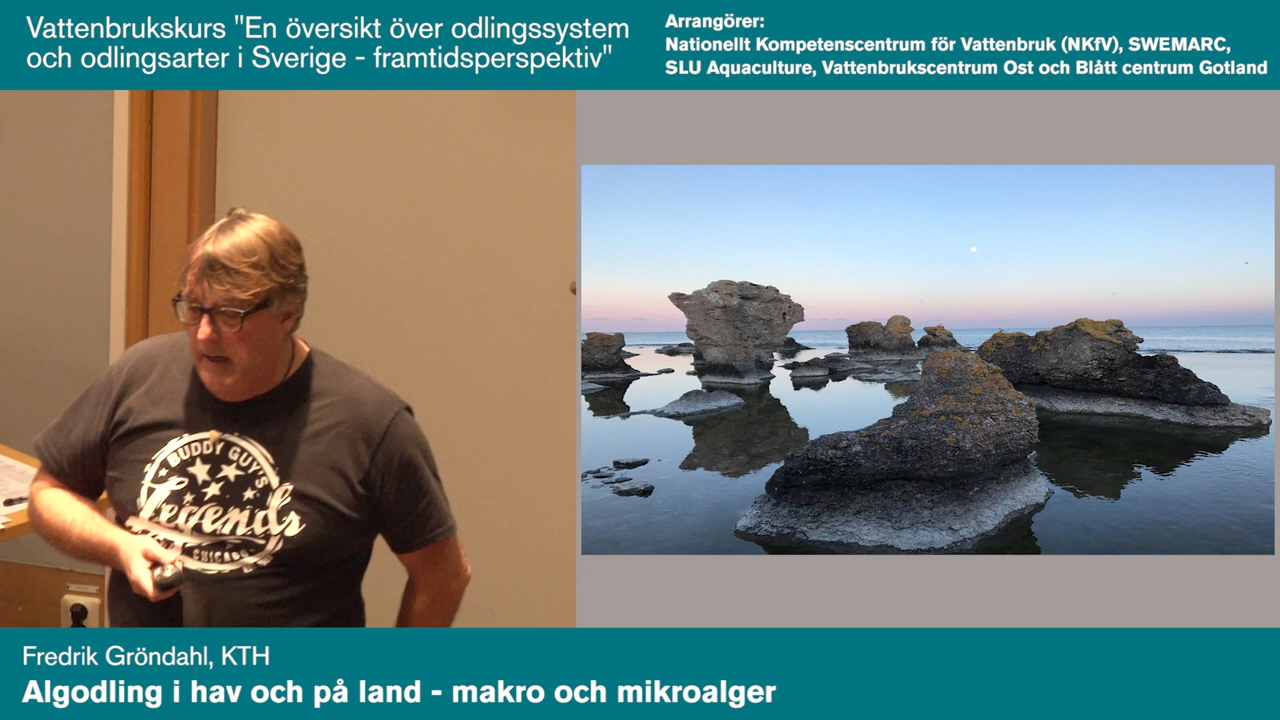 Vattenbrukskurs "En översikt över odlingssystem
och odlingsarter i Sverige - framtidsperspektiv"
Arrangörer:
Nationellt Kompetenscentrum för Vattenbruk (NKfV), SWEMARC,
SLU Aquaculture, Vattenbrukscentrum Ost och Blått centrum Gotland
BUDDY GUY'S
Legends
CHICAGO
Fredrik Gröndahl, KTH
Algodling i hav och på land - makro och mikroalger